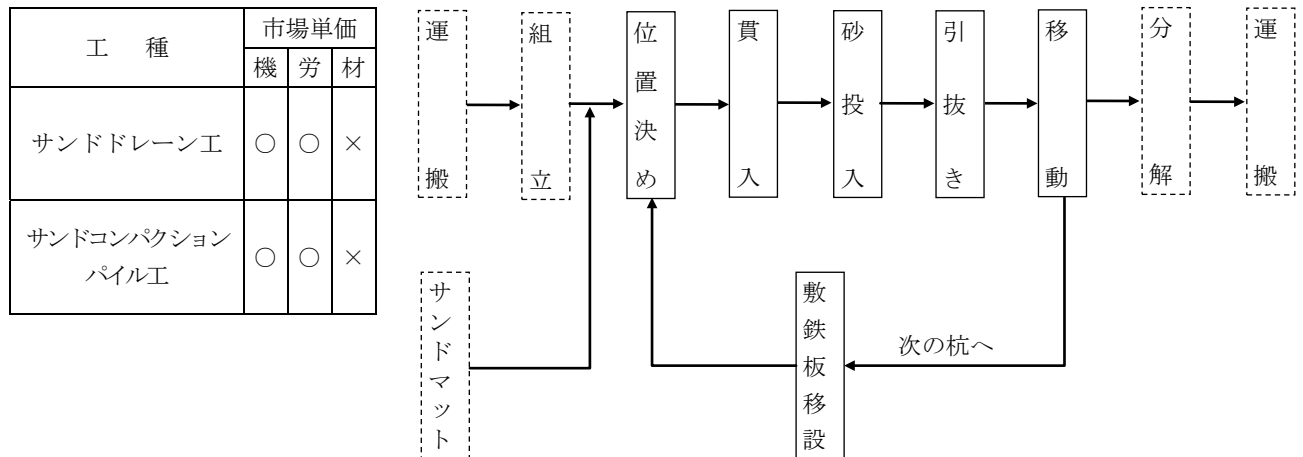 工種
市場単価
機 労 材
サンドドレーン工 ○ ○ ×
サンドコンパクション
パイル工 ○ ○ ×
運搬
組立
位置決め
貫入
砂投入
引抜き
移動
分解
運搬
サンドマット
敷鉄板移設
次の杭へ